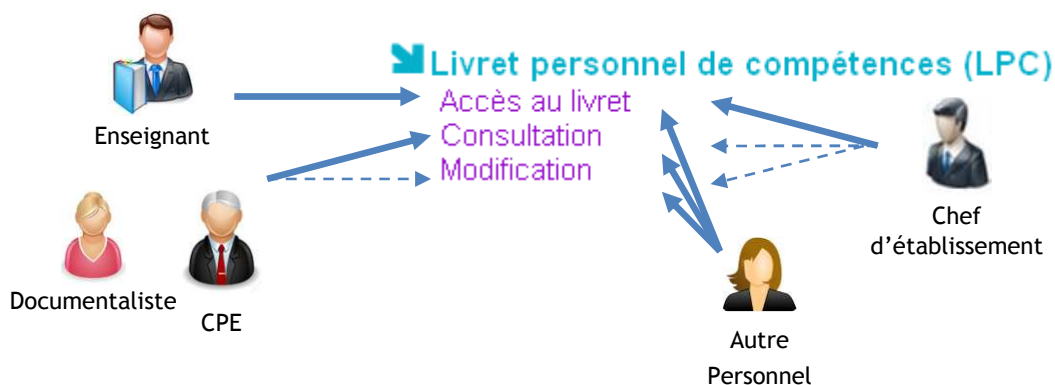 Livret personnel de compétences (LPC)
Accès au livret
Consultation
Modification
Enseignant
Documentaliste
CPE
Chef
d'établissement
Autre
Personnel